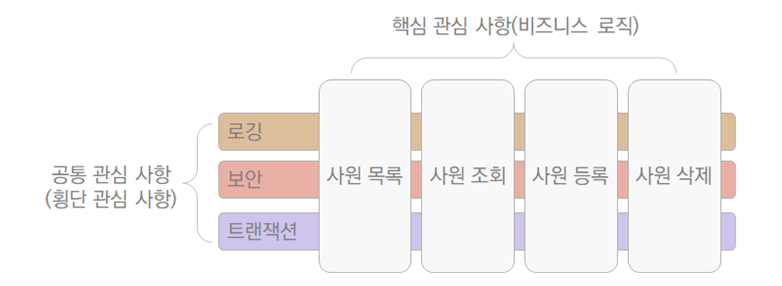 핵심 관심 사항(비즈니스 로직)
로깅
보안
트랜잭션
공통 관심 사항
(횡단 관심 사항)
사원 목록
사원 조회
사원 등록
사원 삭제